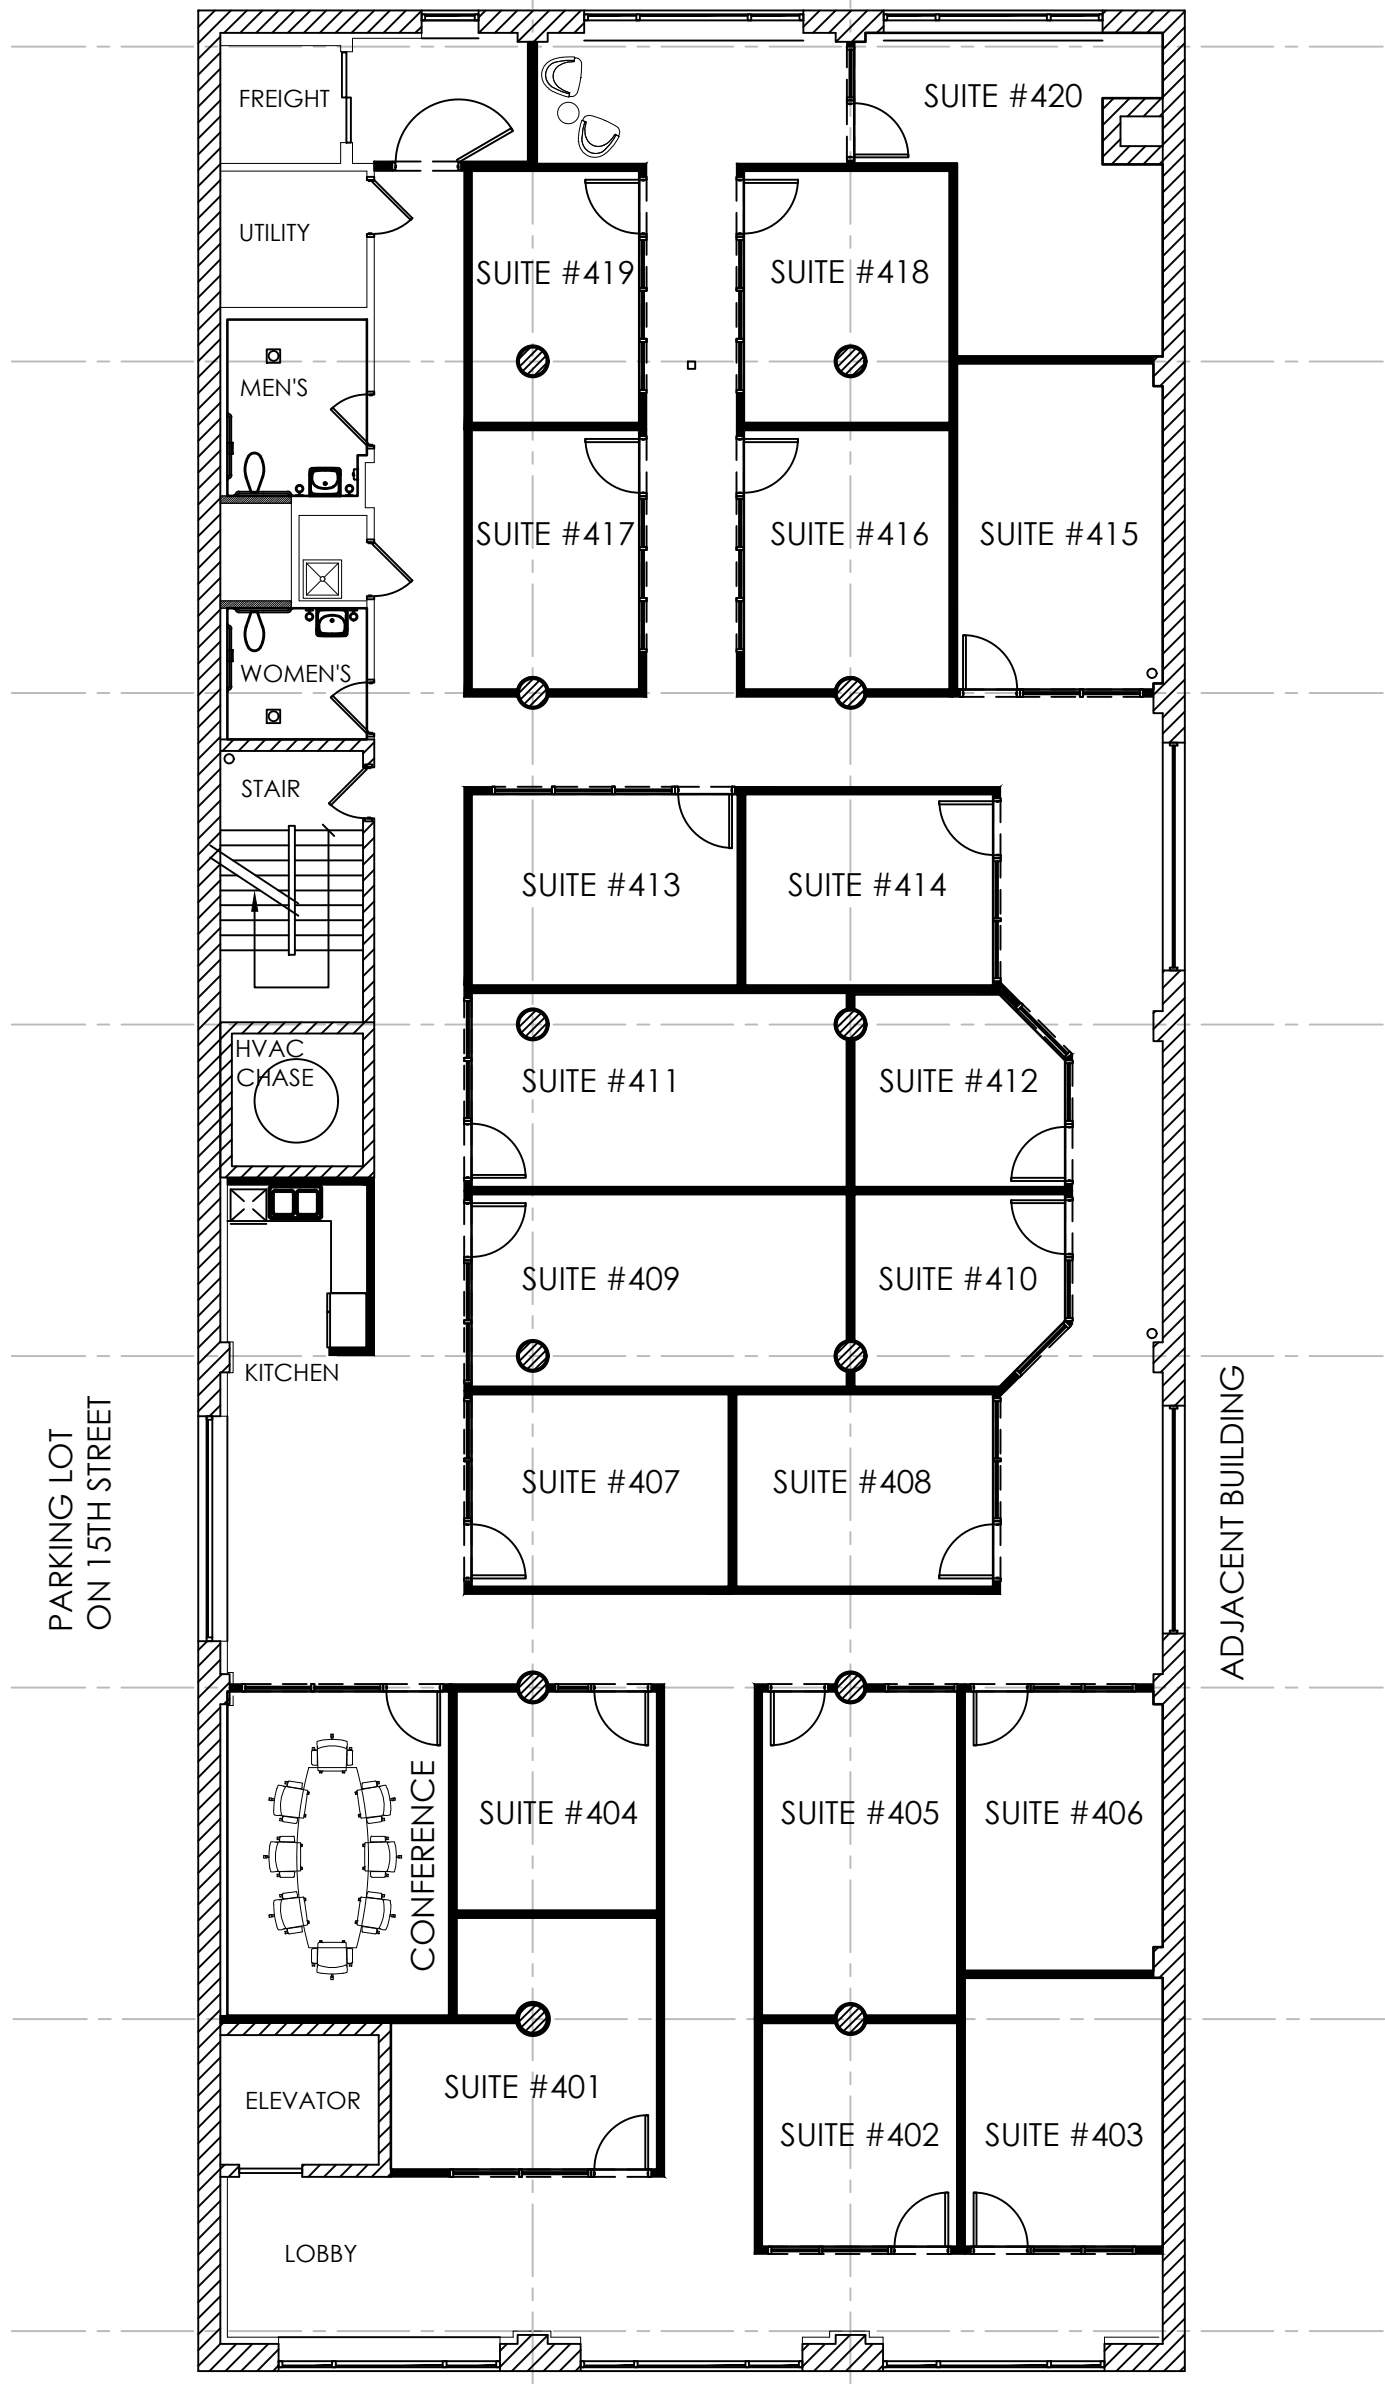 FREIGHT
SUITE #420
UTILITY
SUITE #419
SUITE #418
MEN'S
SUITE #417
SUITE #416
SUITE #415
WOMEN'S
STAIR
SUITE #413
SUITE #414
HVAC
CHASE
SUITE #411
SUITE #412
SUITE #409
SUITE #410
KITCHEN
PARKING LOT
ON 15TH STREET
ADJACENT BUILDING
SUITE #407
SUITE #408
CONFERENCE
SUITE #404
SUITE #405
SUITE #406
SUITE #401
ELEVATOR
SUITE #402
SUITE #403
LOBBY